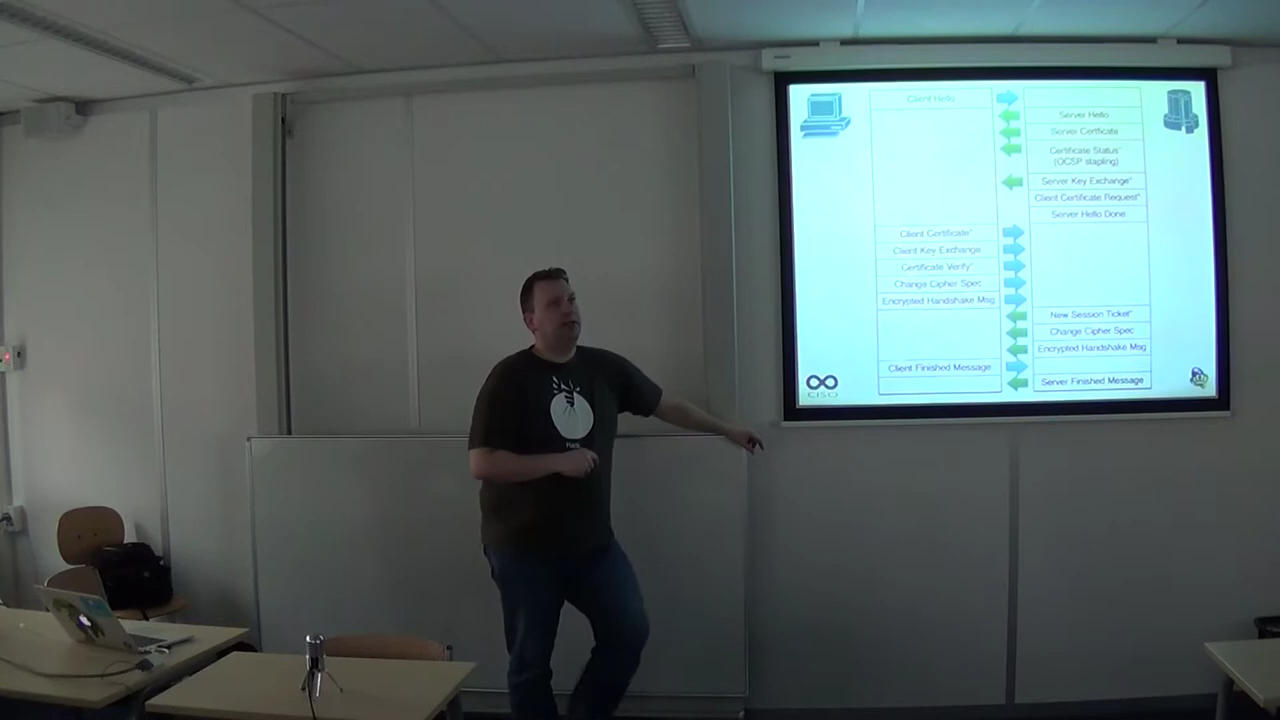 Client Hello
Server Hello
Server Certficate
Certificate Status*
(OCSP stapling)
Server Key Exchange*
Client Certificate Request*
Server Hello Done
Client Certificate*
Client Key Exchange
Certificate Verify*
Change Cipher Spec
Encrypted Handshake Msg
New Session Ticket*
Change Cipher Spec
Encrypted Handshake Msg
Client Finished Message
Server Finished Message